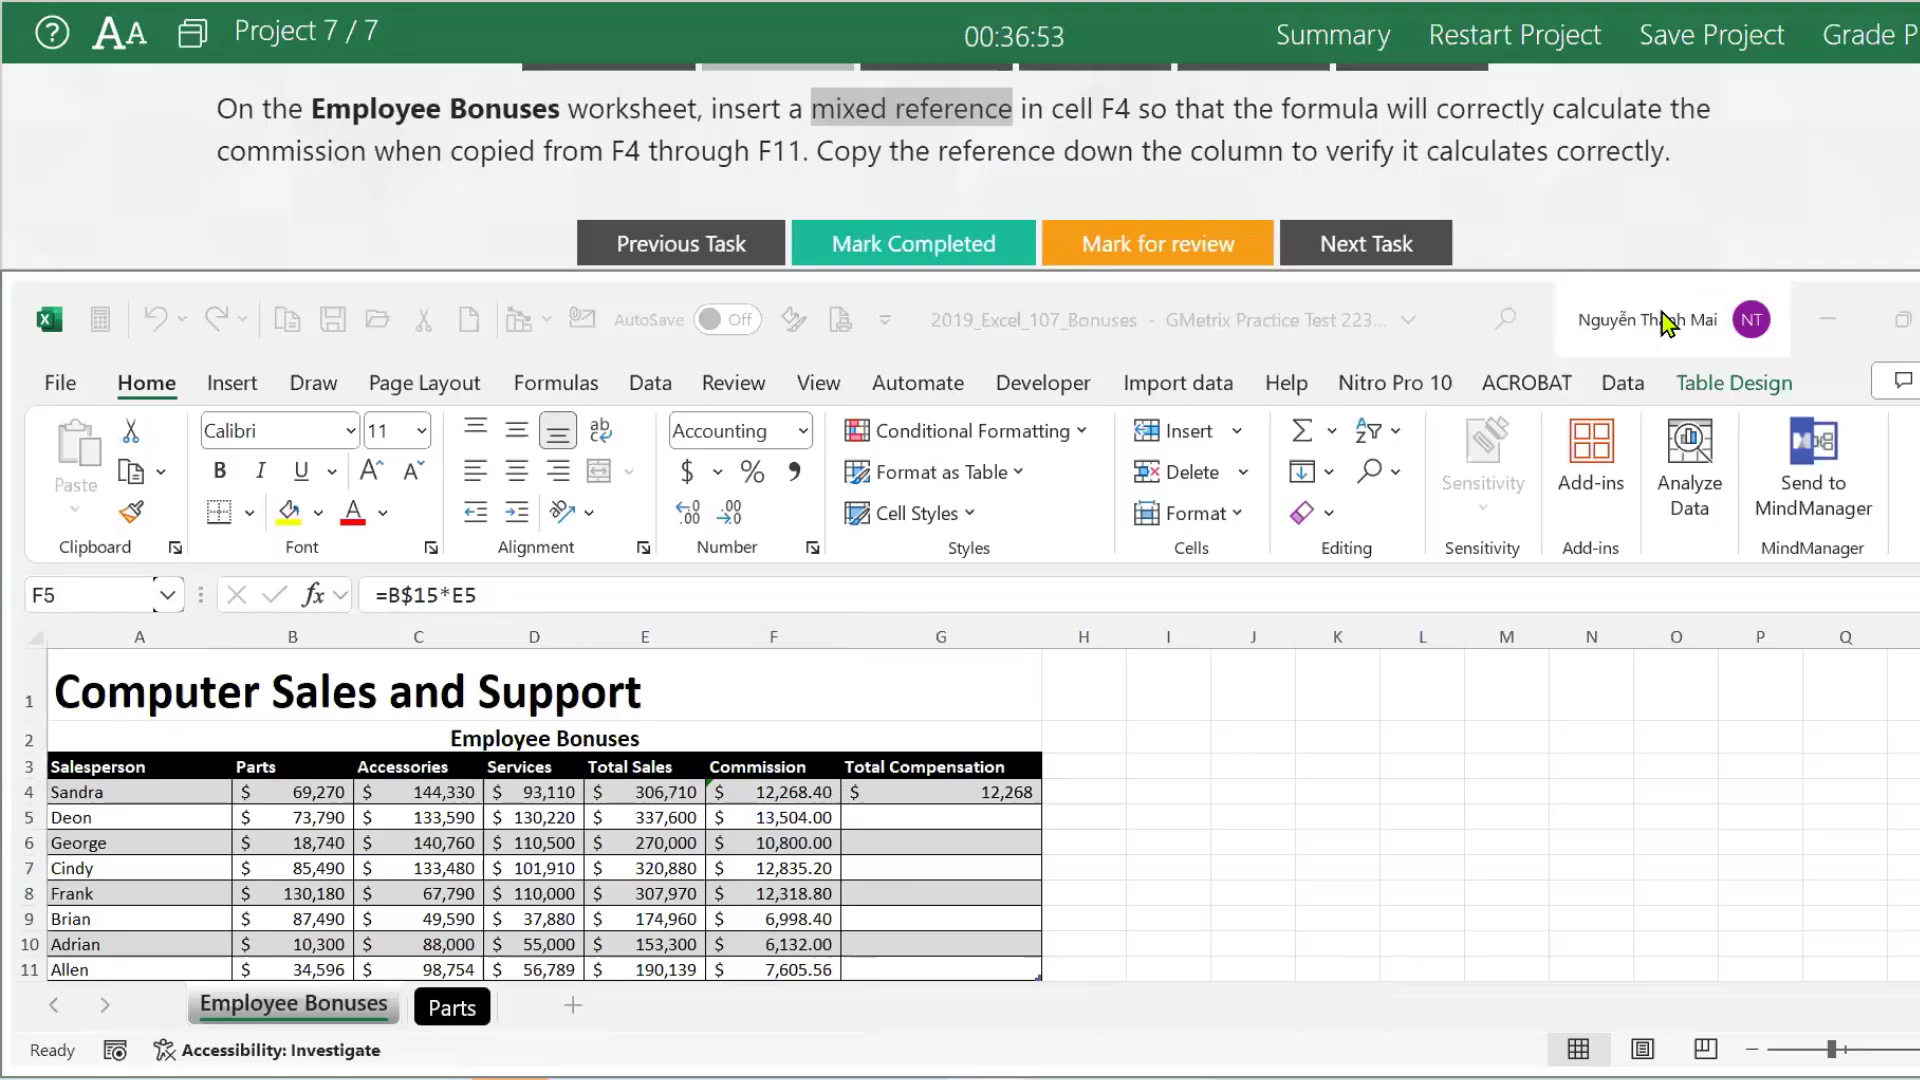 Project 7 / 7
00:36:53
Summary
Restart Project
Save Project
Grade P
On the Employee Bonuses worksheet, insert a mixed reference in cell F4 so that the formula will correctly calculate the
commission when copied from F4 through F11. Copy the reference down the column to verify it calculates correctly.
Previous Task
Mark Completed
Mark for review
Next Task
AutoSave Off
2019_Excel_107_Bonuses - GMetrix Practice Test 223...
Nguyễn Thanh Mai NT
File Home Insert Draw Page Layout Formulas Data Review View Automate Developer Import data Help Nitro Pro 10 ACROBAT Data Table Design
Paste
Clipboard
Calibri 11
B I U A A
A
Font
ab
Alignment
Accounting
$ % ,
.00 .00
Number
Conditional Formatting
Format as Table
Cell Styles
Styles
Insert
Delete
Format
Cells
Editing
Sensitivity
Sensitivity
Add-ins
Add-ins
Analyze
Data
Send to
MindManager
MindManager
F5 fx =B$15*E5
A B C D E F G H I J K L M N O P Q
1 Computer Sales and Support
2 Employee Bonuses
3 Salesperson Parts Accessories Services Total Sales Commission Total Compensation
4 Sandra $ 69,270 $ 144,330 $ 93,110 $ 306,710 $ 12,268.40 $ 12,268
5 Deon $ 73,790 $ 133,590 $ 130,220 $ 337,600 $ 13,504.00
6 George $ 18,740 $ 140,760 $ 110,500 $ 270,000 $ 10,800.00
7 Cindy $ 85,490 $ 133,480 $ 101,910 $ 320,880 $ 12,835.20
8 Frank $ 130,180 $ 67,790 $ 110,000 $ 307,970 $ 12,318.80
9 Brian $ 87,490 $ 49,590 $ 37,880 $ 174,960 $ 6,998.40
10 Adrian $ 10,300 $ 88,000 $ 55,000 $ 153,300 $ 6,132.00
11 Allen $ 34,596 $ 98,754 $ 56,789 $ 190,139 $ 7,605.56
Employee Bonuses
Parts
Ready
Accessibility: Investigate